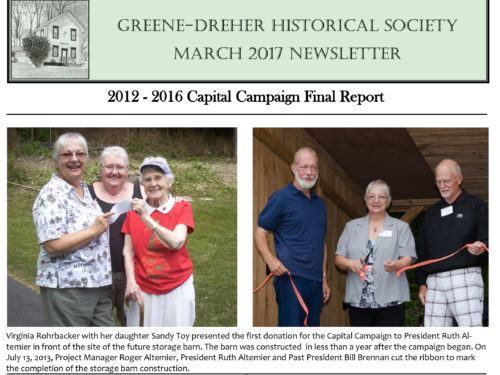 GREENE-DREHER HISTORICAL SOCIETY
MARCH 2017 NEWSLETTER
2012 - 2016 Capital Campaign Final Report
Virginia Rohrbacker with her daughter Sandy Toy presented the first donation for the Capital Campaign to President Ruth Al-
temier in front of the site of the future storage barn. The barn was constructed in less than a year after the campaign began. On
July 13, 2013, Project Manager Roger Altemier, President Ruth Altemier and Past President Bill Brennan cut the ribbon to mark
the completion of the storage barn construction.